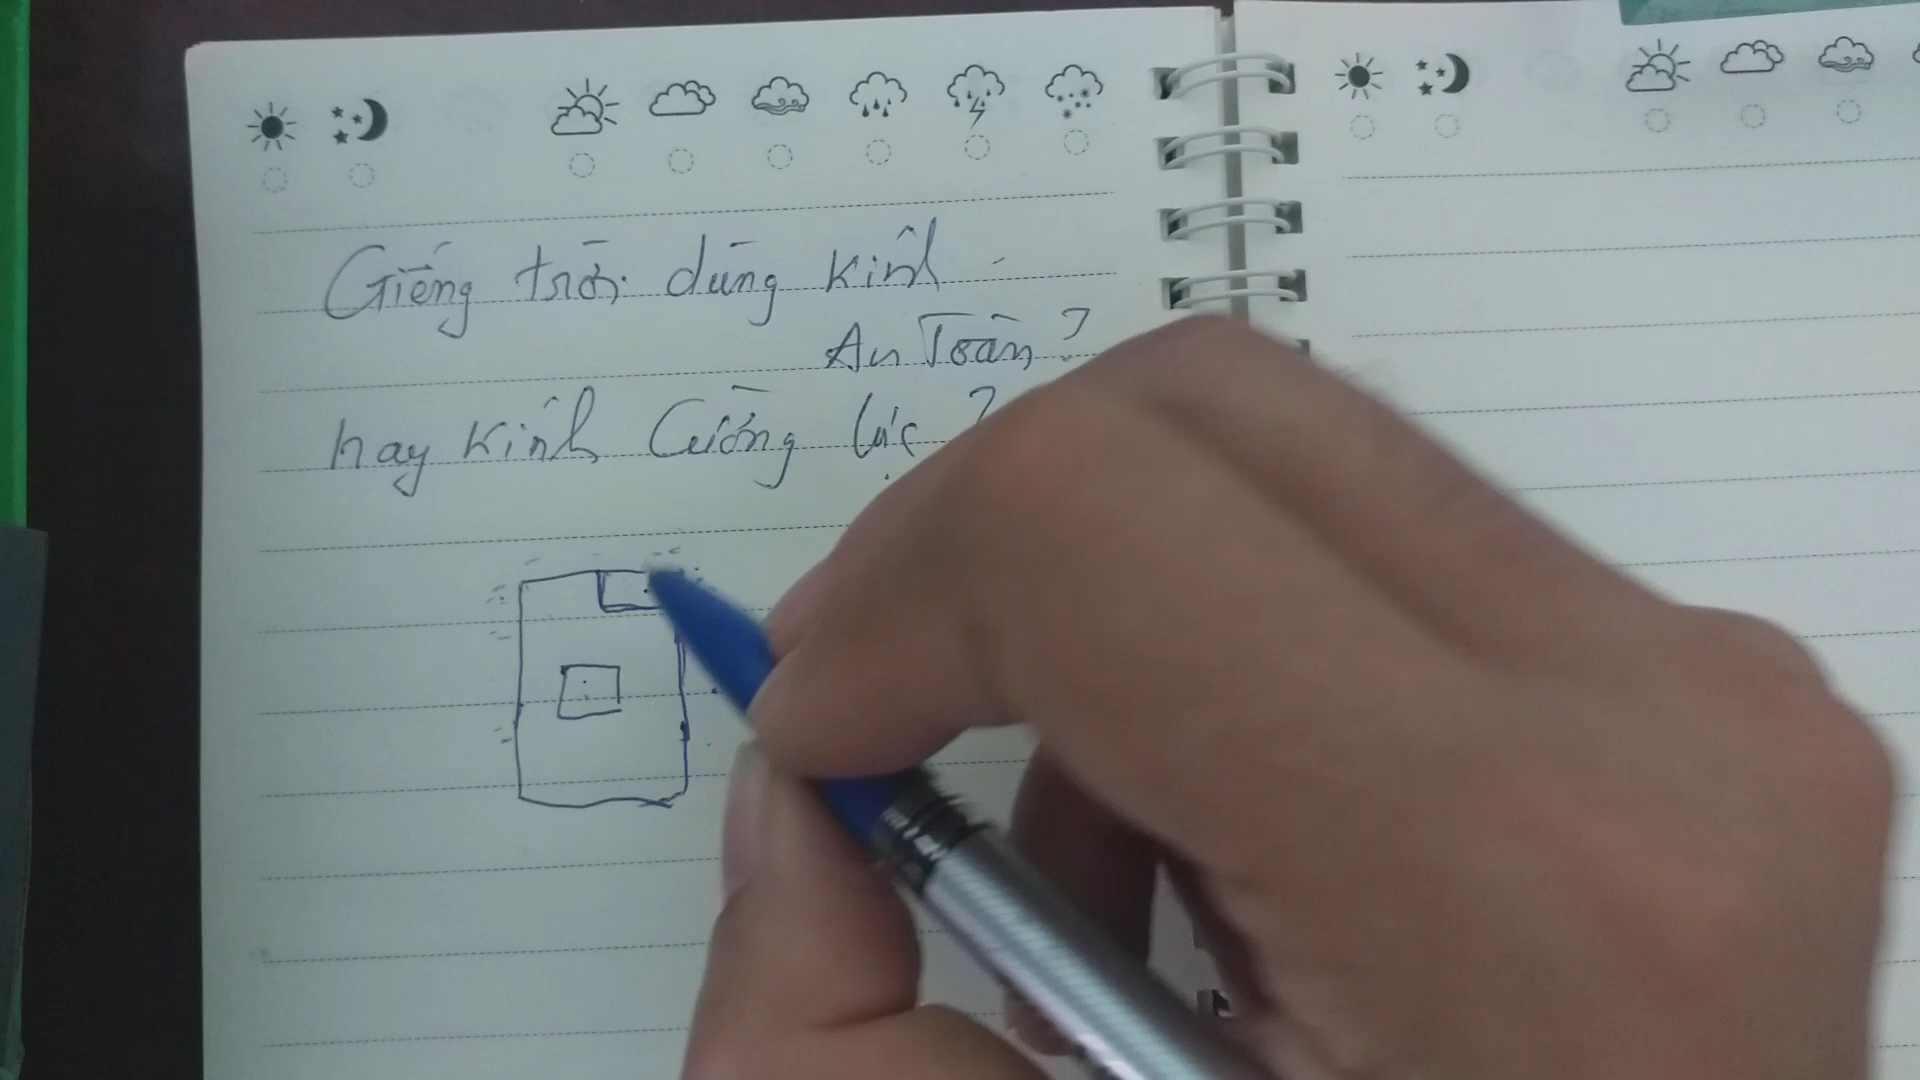 Giếng trời dùng kính
An Toàn ?
hay kính Cường lực ?